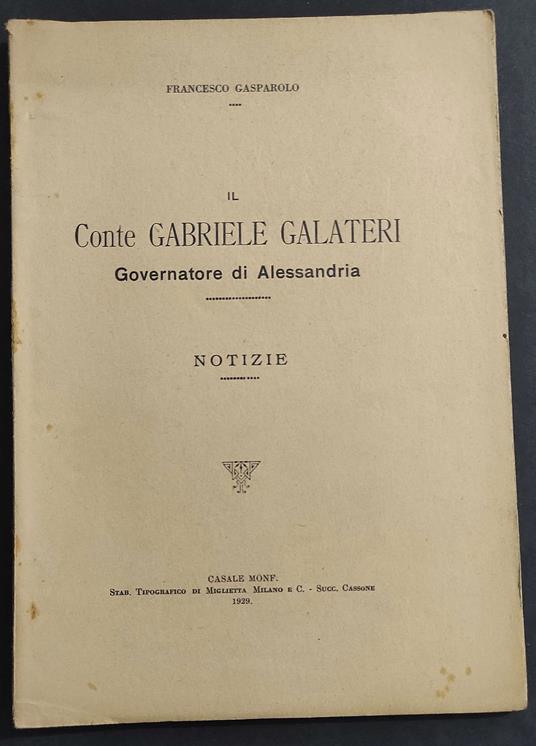 FRANCESCO GASPAROLO
IL
Conte GABRIELE GALATERI
Governatore di Alessandria
NOTIZIE
CASALE MONF.
STAB. TIPOGRAFICO DI MIGLIETTA MILANO E C. - SUCC. CASSONE
1929.